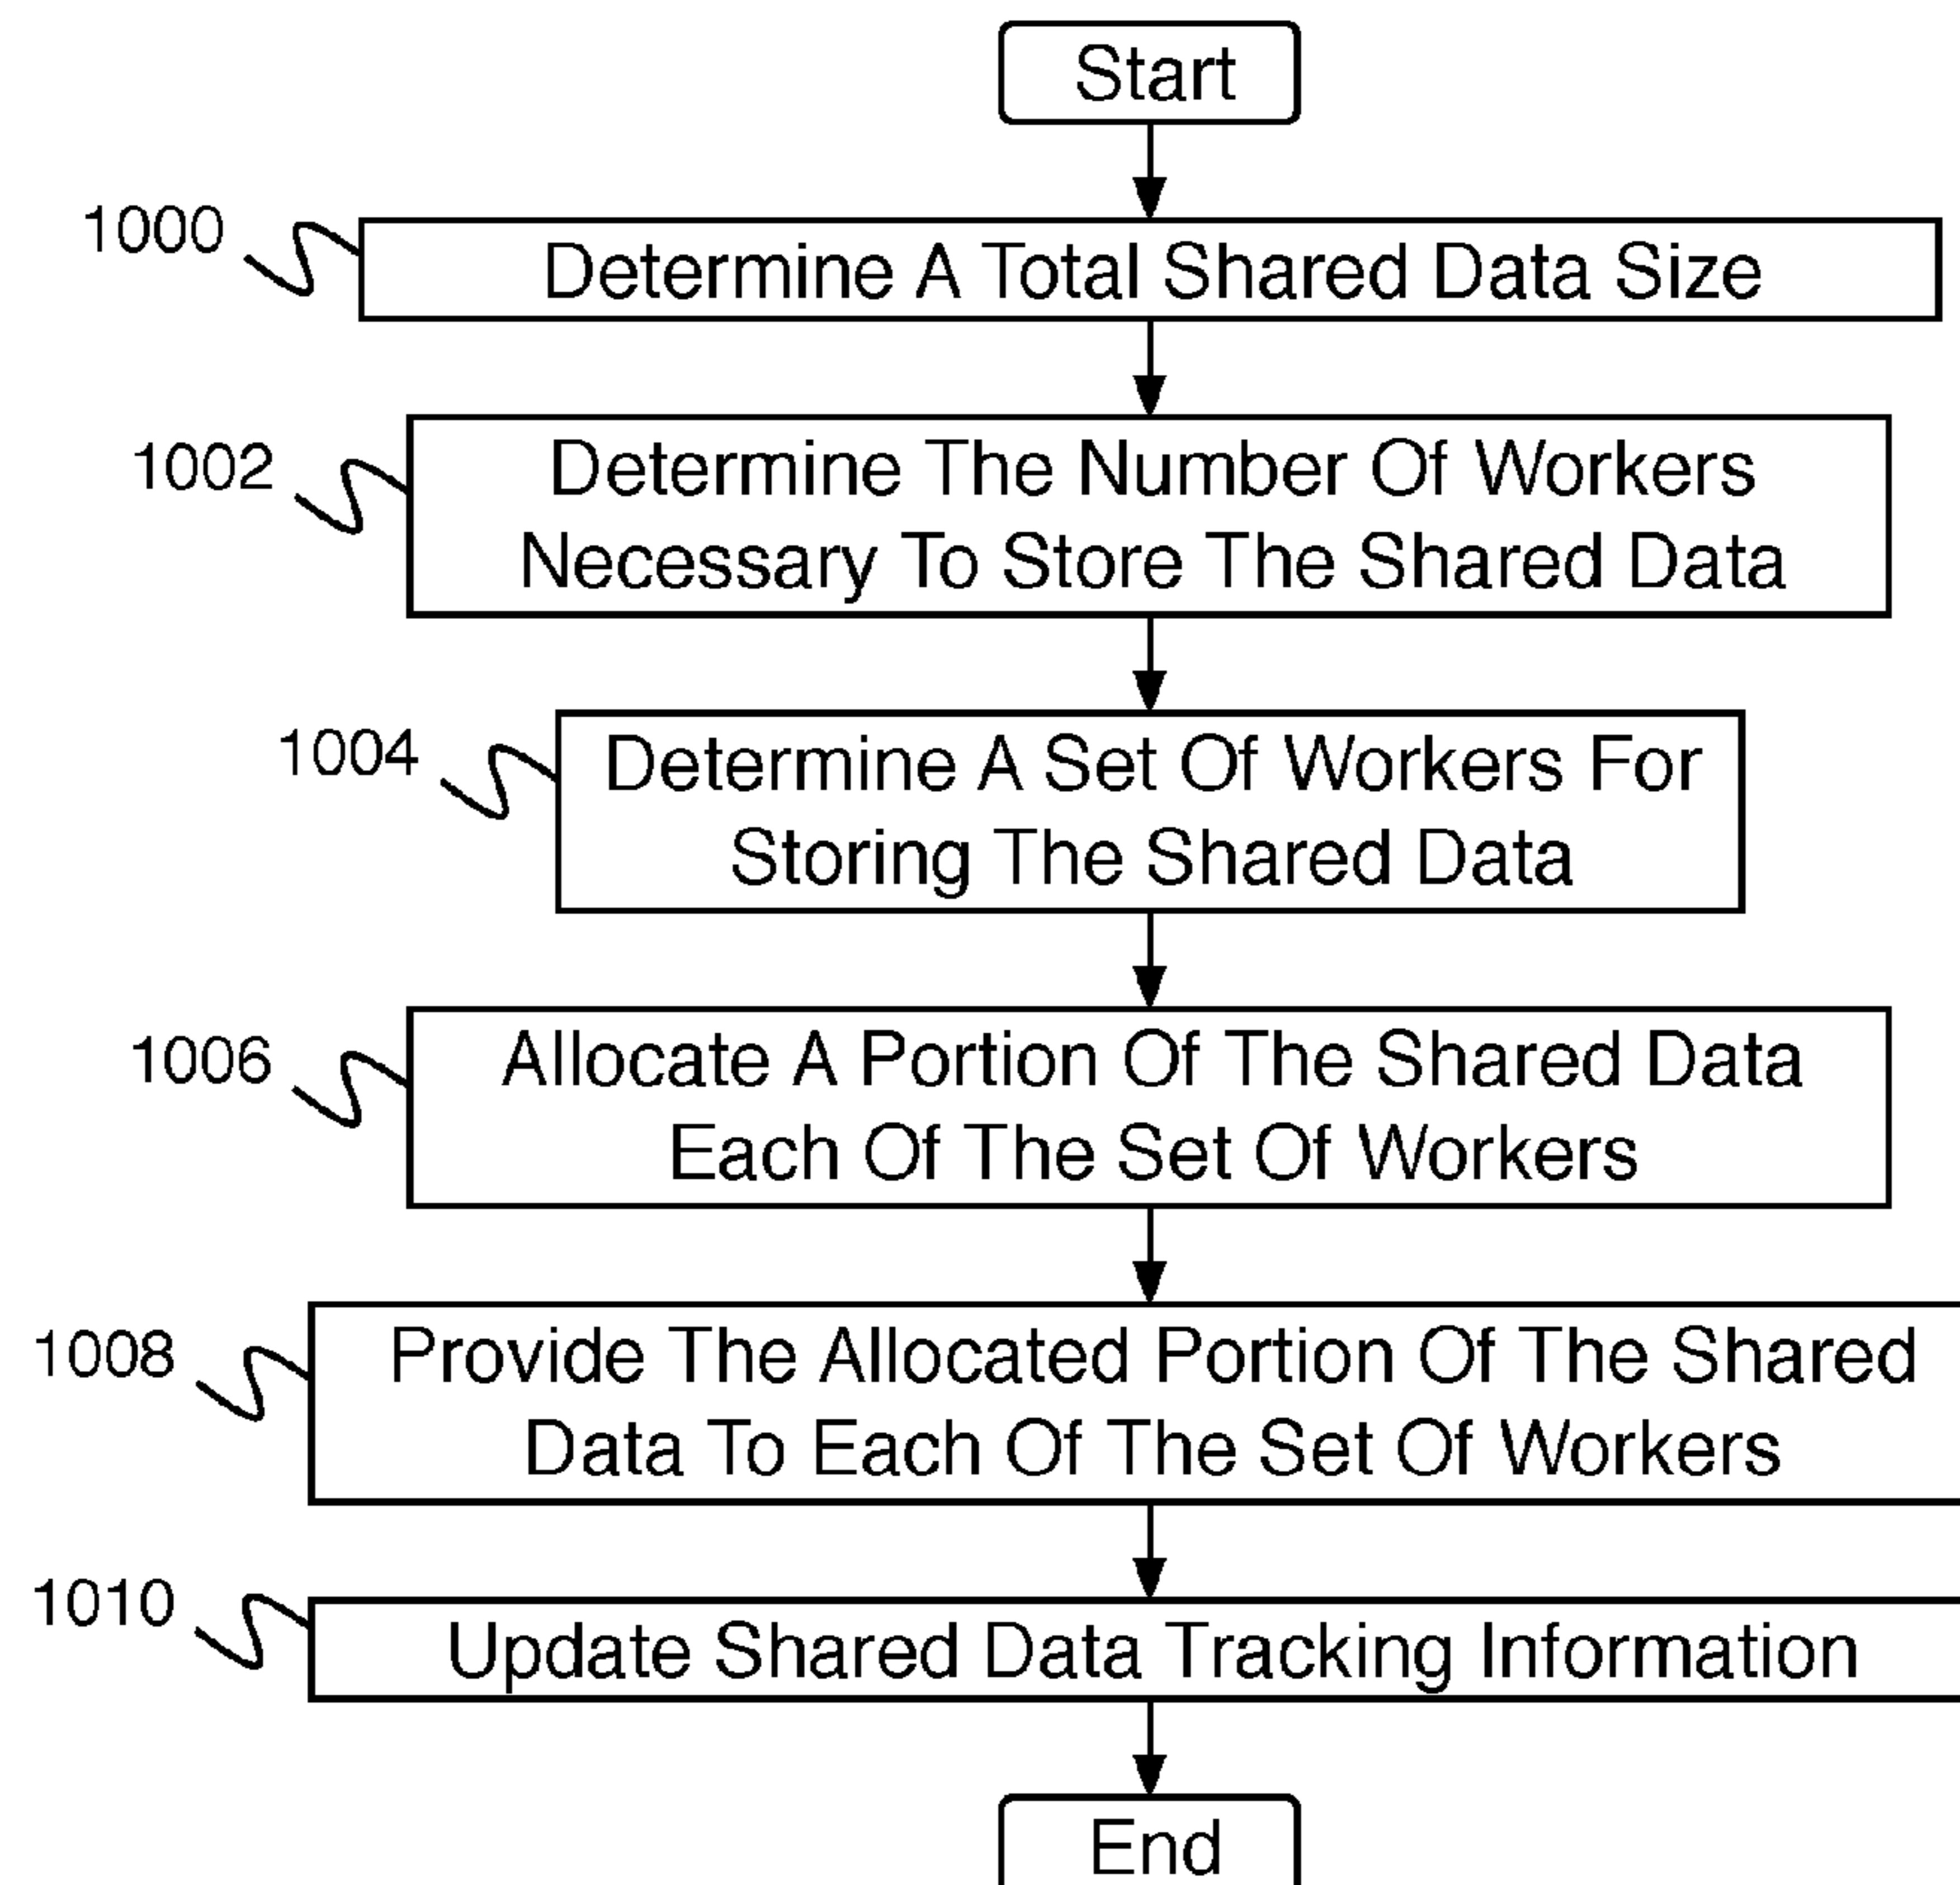 Start
1000
Determine A Total Shared Data Size
1002
Determine The Number Of Workers
Necessary To Store The Shared Data
1004
Determine A Set Of Workers For
Storing The Shared Data
1006
Allocate A Portion Of The Shared Data
Each Of The Set Of Workers
1008
Provide The Allocated Portion Of The Shared
Data To Each Of The Set Of Workers
1010
Update Shared Data Tracking Information
End